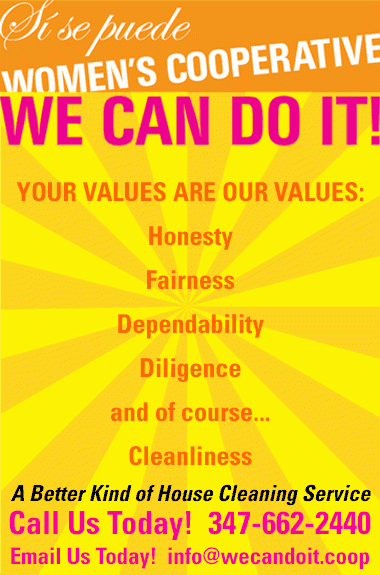 Sí se puede
WOMEN'S COOPERATIVE
WE CAN DO IT!
YOUR VALUES ARE OUR VALUES:
Honesty
Fairness
Dependability
Diligence
and of course...
Cleanliness
A Better Kind of House Cleaning Service
Call Us Today! 347-662-2440
Email Us Today! info@wecandoit.coop